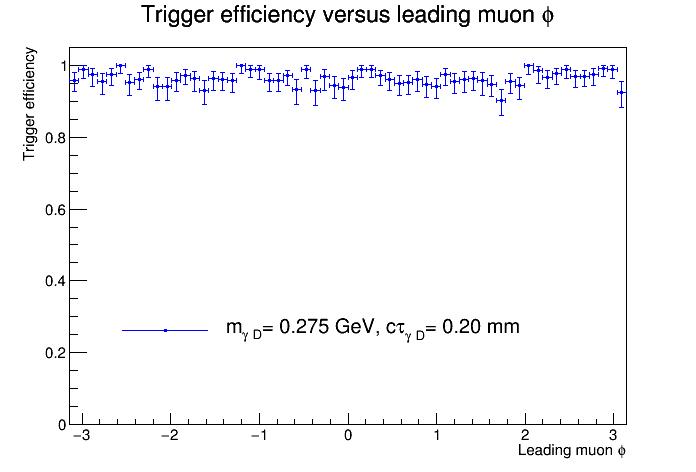 Trigger efficiency versus leading muon ϕ
Trigger efficiency
1
0.8
0.6
0.4
0.2
0
m_γ D= 0.275 GeV, cτ_γ D= 0.20 mm
−3 −2 −1 0 1 2 3
Leading muon ϕ